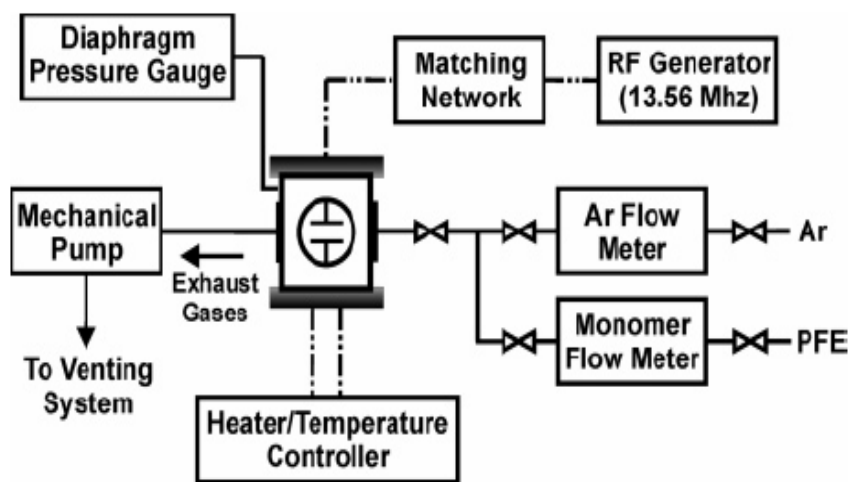 Diaphragm
Pressure Gauge
Matching
Network
RF Generator
(13.56 Mhz)
Mechanical
Pump
Exhaust
Gases
Ar Flow
Meter
Ar
Monomer
Flow Meter
PFE
To Venting
System
Heater/Temperature
Controller